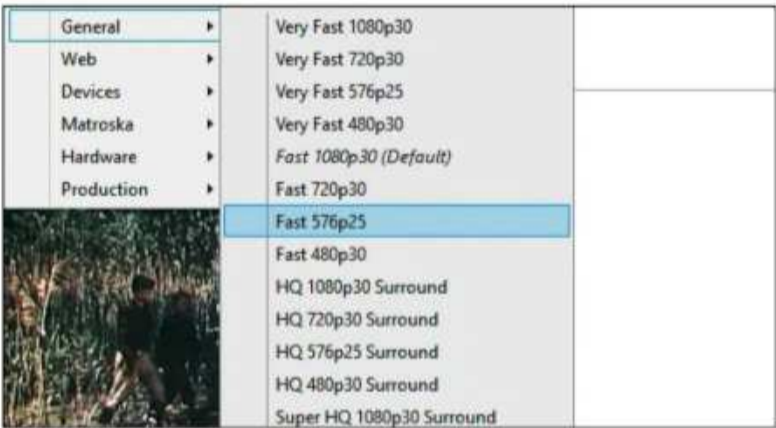 General
Web
Devices
Matroska
Hardware
Production
Very Fast 1080p30
Very Fast 720p30
Very Fast 576p25
Very Fast 480p30
Fast 1080p30 (Default)
Fast 720p30
Fast 576p25
Fast 480p30
HQ 1080p30 Surround
HQ 720p30 Surround
HQ 576p25 Surround
HQ 480p30 Surround
Super HQ 1080p30 Surround